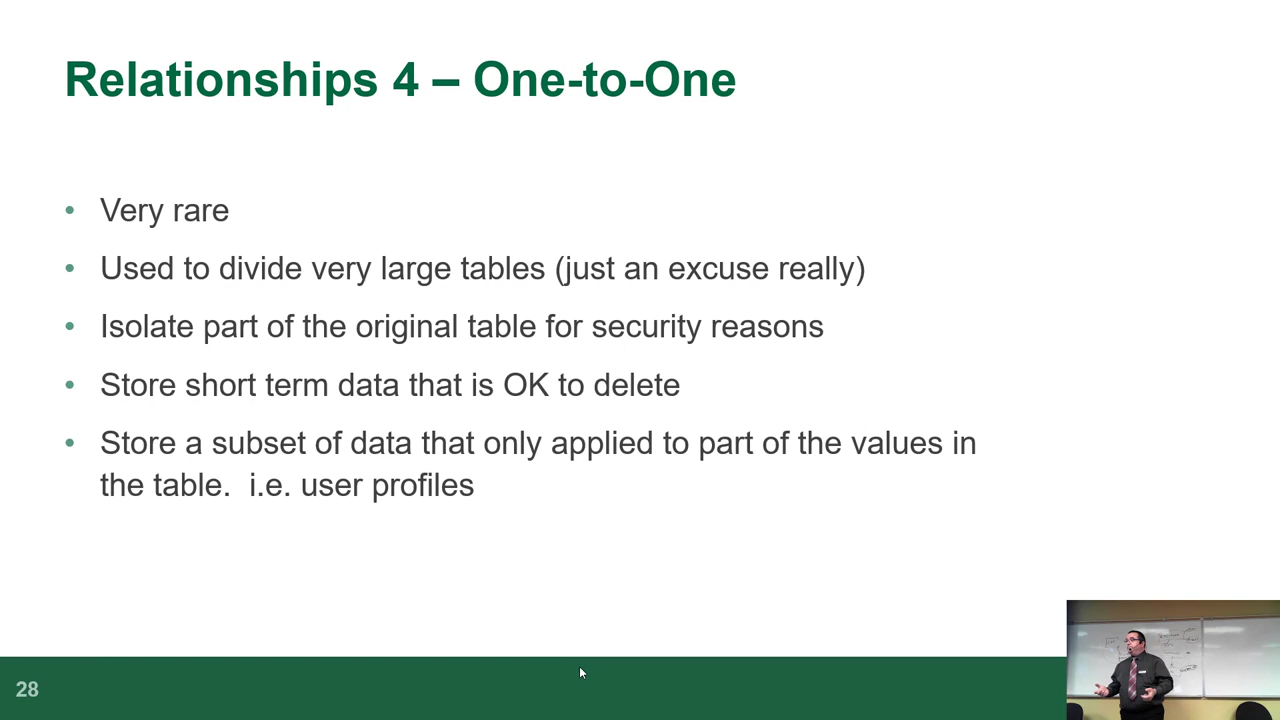 Relationships 4 – One-to-One
• Very rare
• Used to divide very large tables (just an excuse really)
• Isolate part of the original table for security reasons
• Store short term data that is OK to delete
• Store a subset of data that only applied to part of the values in
the table.  i.e. user profiles
28